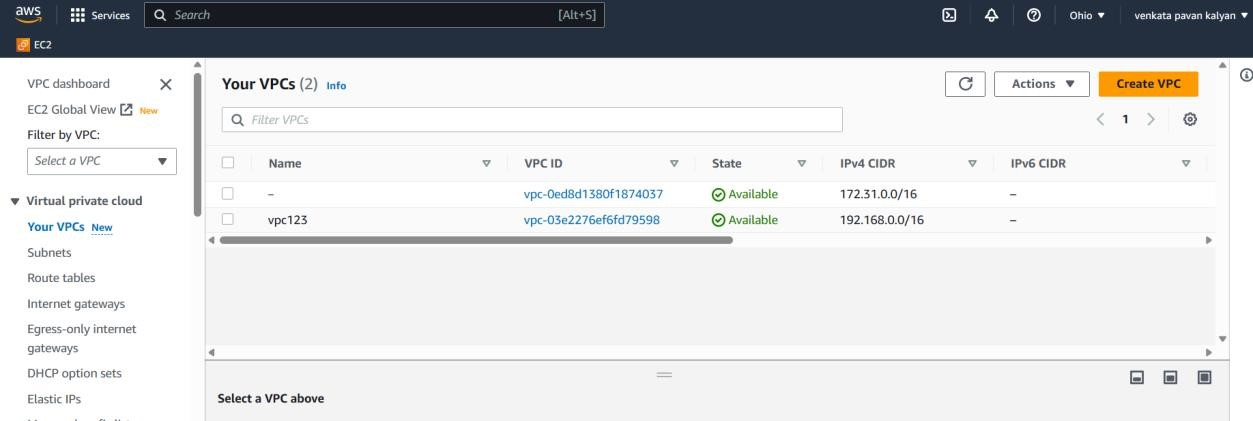 aws
Services
Search [Alt+S]
Ohio
venkata pavan kalyan
EC2
VPC dashboard
EC2 Global View New
Filter by VPC:
Select a VPC
Virtual private cloud
Your VPCs New
Subnets
Route tables
Internet gateways
Egress-only internet
gateways
DHCP option sets
Elastic IPs
Your VPCs (2) Info
Actions
Create VPC
Filter VPCs
1
Name VPC ID State IPv4 CIDR IPv6 CIDR
– vpc-0ed8d1380f1874037 Available 172.31.0.0/16 –
vpc123 vpc-03e2276ef6fd79598 Available 192.168.0.0/16 –
Select a VPC above